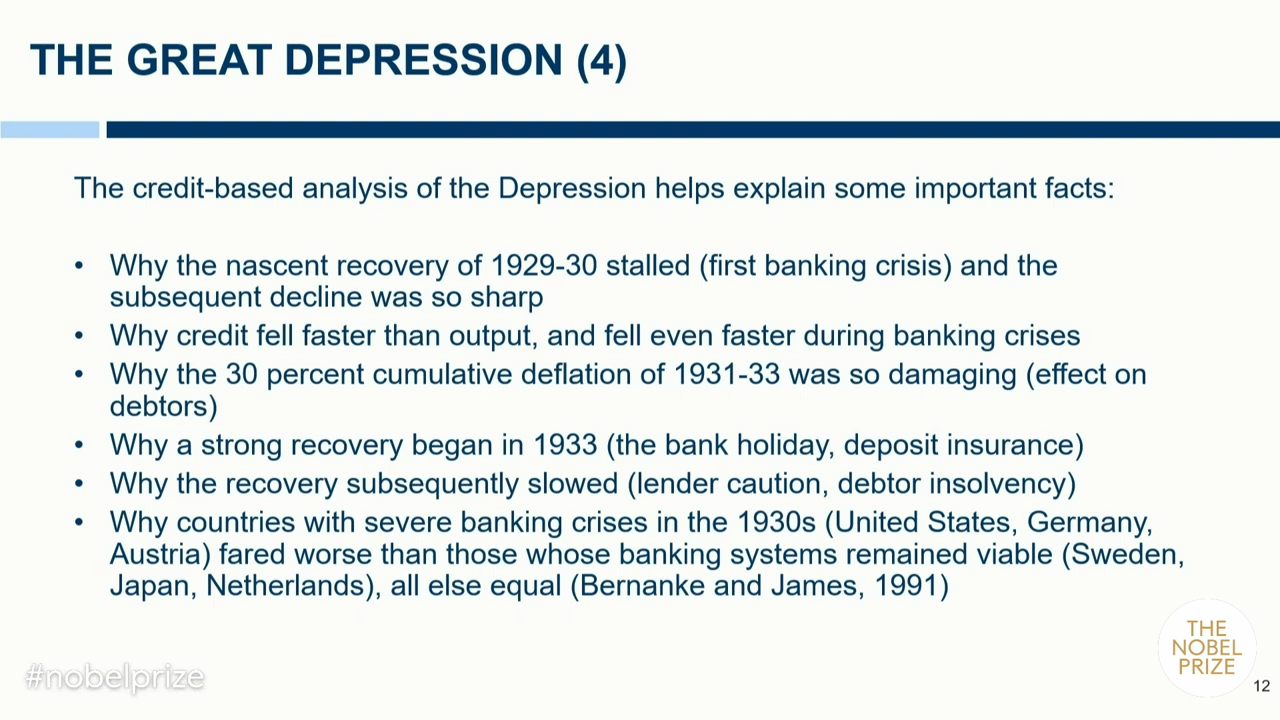 THE GREAT DEPRESSION (4)
The credit-based analysis of the Depression helps explain some important facts:
• Why the nascent recovery of 1929-30 stalled (first banking crisis) and the
subsequent decline was so sharp
• Why credit fell faster than output, and fell even faster during banking crises
• Why the 30 percent cumulative deflation of 1931-33 was so damaging (effect on
debtors)
• Why a strong recovery began in 1933 (the bank holiday, deposit insurance)
• Why the recovery subsequently slowed (lender caution, debtor insolvency)
• Why countries with severe banking crises in the 1930s (United States, Germany,
Austria) fared worse than those whose banking systems remained viable (Sweden,
Japan, Netherlands), all else equal (Bernanke and James, 1991)
THE
NOBEL
PRIZE
#nobelprize
12